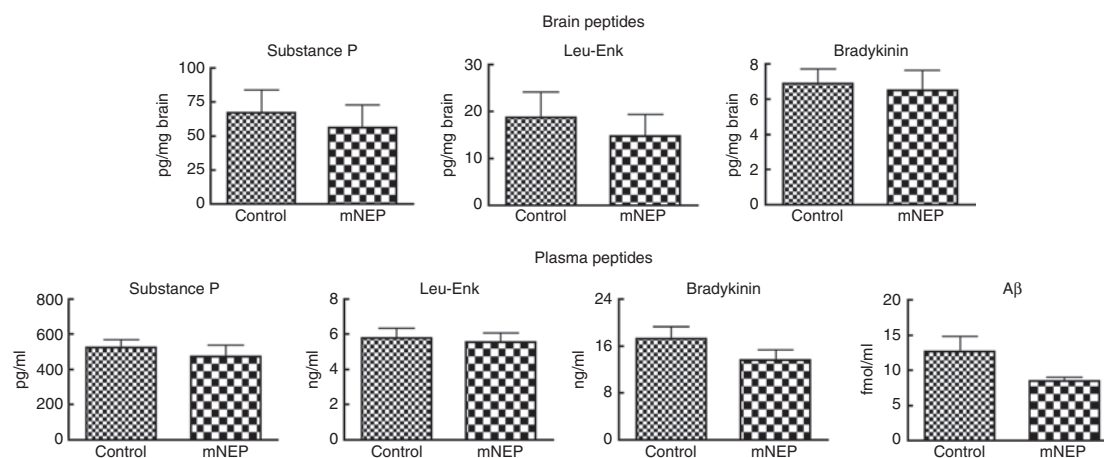 Brain peptides
Substance P
pg/mg brain
100
75
50
25
0
Control mNEP
Leu-Enk
pg/mg brain
30
20
10
0
Control mNEP
Bradykinin
pg/mg brain
8
6
4
2
0
Control mNEP
Plasma peptides
Substance P
pg/ml
800
600
400
200
0
Control mNEP
Leu-Enk
ng/ml
8
6
4
2
0
Control mNEP
Bradykinin
ng/ml
24
16
8
0
Control mNEP
Aβ
fmol/ml
20
15
10
5
0
Control mNEP